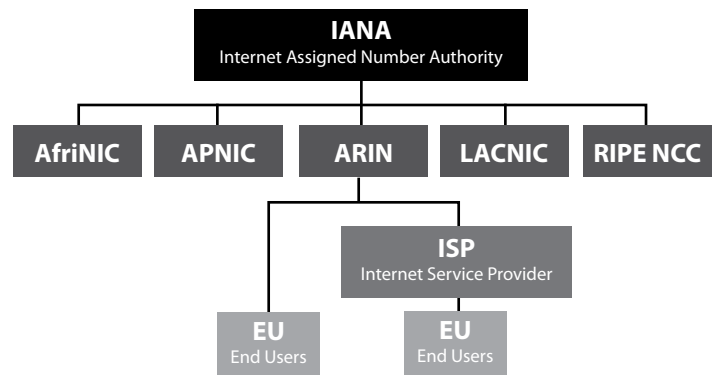 IANA
Internet Assigned Number Authority
AfriNIC
APNIC
ARIN
LACNIC
RIPE NCC
ISP
Internet Service Provider
EU
End Users
EU
End Users